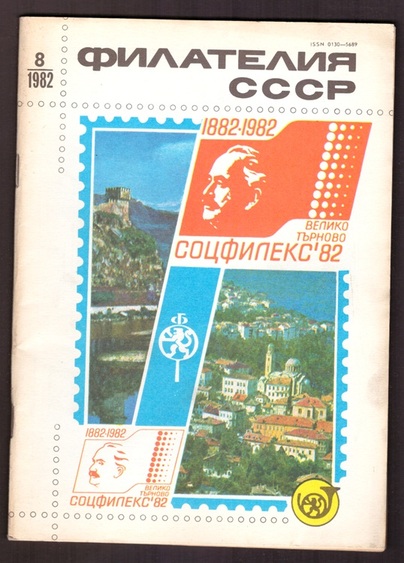 8
1982
ISSN 0130-5689
ФИЛАТЕЛИЯ
СССР
1882·1982
ВЕЛИКО
ТЪРНОВО
СОЦФИЛЕКС'82
1882·1982
ВЕЛИКО
ТЪРНОВО
СОЦФИЛЕКС'82